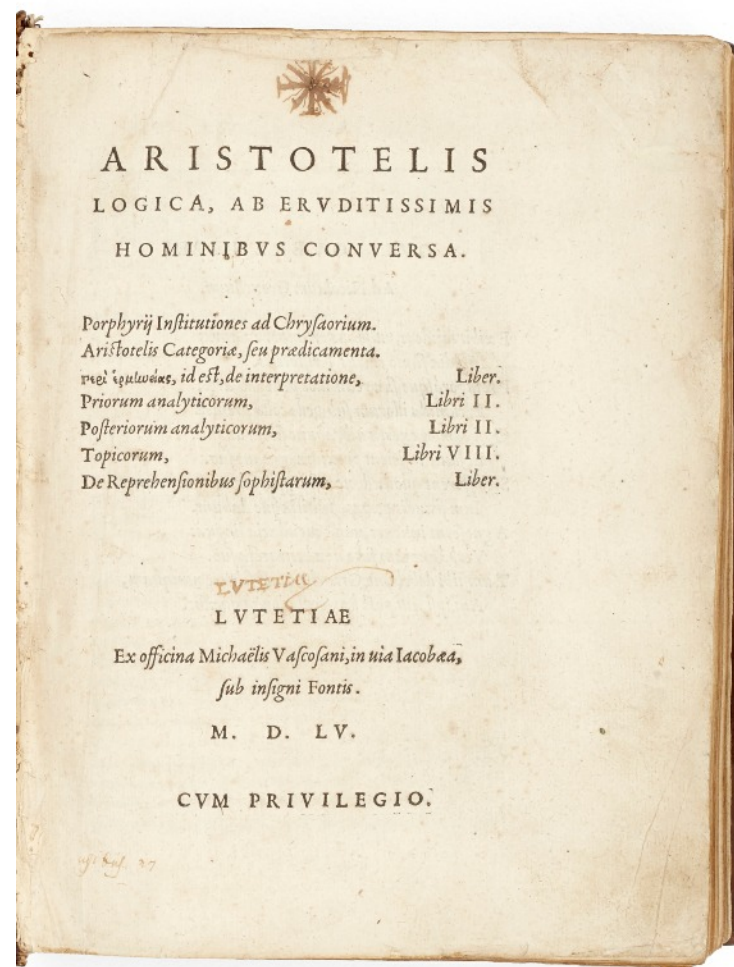 ARISTOTELIS
LOGICA, AB ERVDITISSIMIS
HOMINIBVS CONVERSA.
Porphyrij Inſtitutiones ad Chryſaorium.
Ariſtotelis Categoriæ, ſeu prædicamenta.
περὶ ἑρμηνείας, id eſt, de interpretatione, Liber.
Priorum analyticorum, Libri II.
Poſteriorum analyticorum, Libri II.
Topicorum, Libri VIII.
De Reprehenſionibus ſophiſtarum, Liber.
LVTETIÆ
LVTETIAE
Ex officina Michaëlis Vaſcoſani, in uia Iacobæa,
ſub inſigni Fontis.
M. D. LV.
CVM PRIVILEGIO.
27